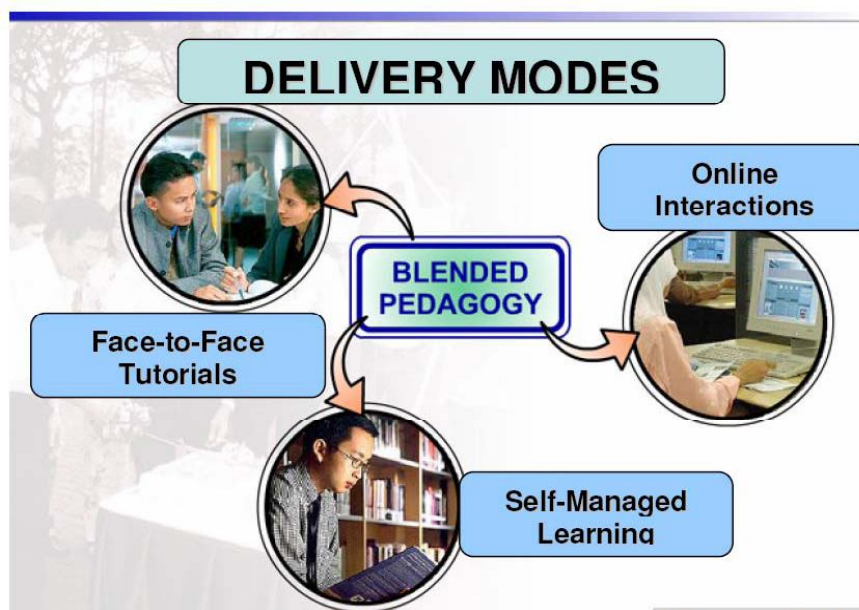 DELIVERY MODES
Online
Interactions
BLENDED
PEDAGOGY
Face-to-Face
Tutorials
Self-Managed
Learning